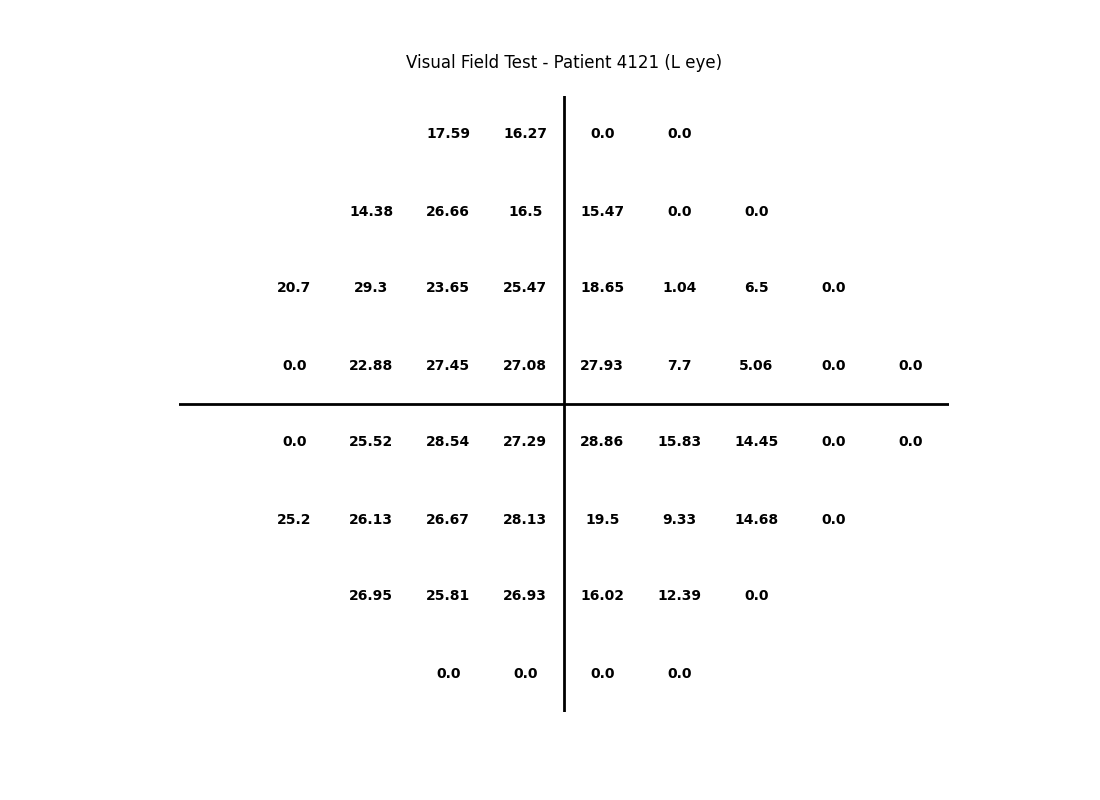 Visual Field Test - Patient 4121 (L eye)
17.59 16.27 0.0 0.0
14.38 26.66 16.5 15.47 0.0 0.0
20.7 29.3 23.65 25.47 18.65 1.04 6.5 0.0
0.0 22.88 27.45 27.08 27.93 7.7 5.06 0.0 0.0
0.0 25.52 28.54 27.29 28.86 15.83 14.45 0.0 0.0
25.2 26.13 26.67 28.13 19.5 9.33 14.68 0.0
26.95 25.81 26.93 16.02 12.39 0.0
0.0 0.0 0.0 0.0